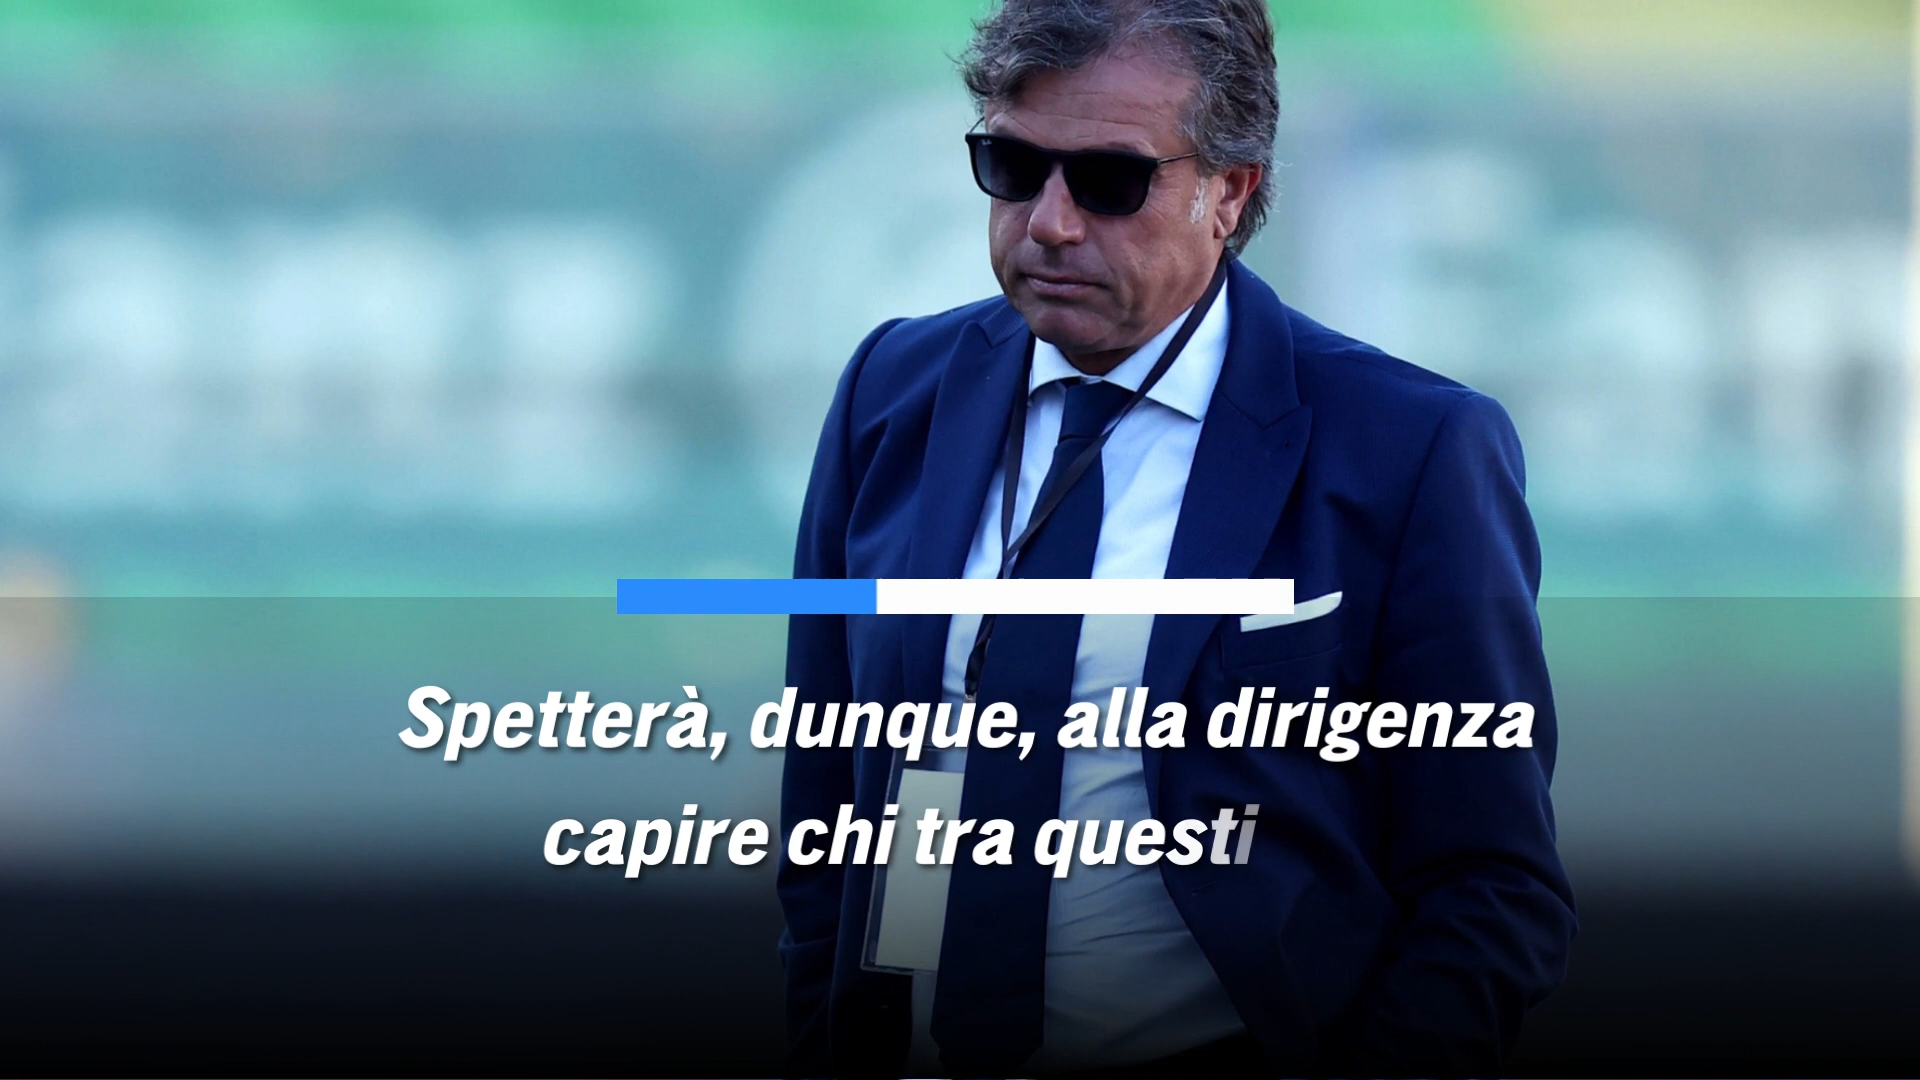 Spetterà, dunque, alla dirigenza
capire chi tra questi